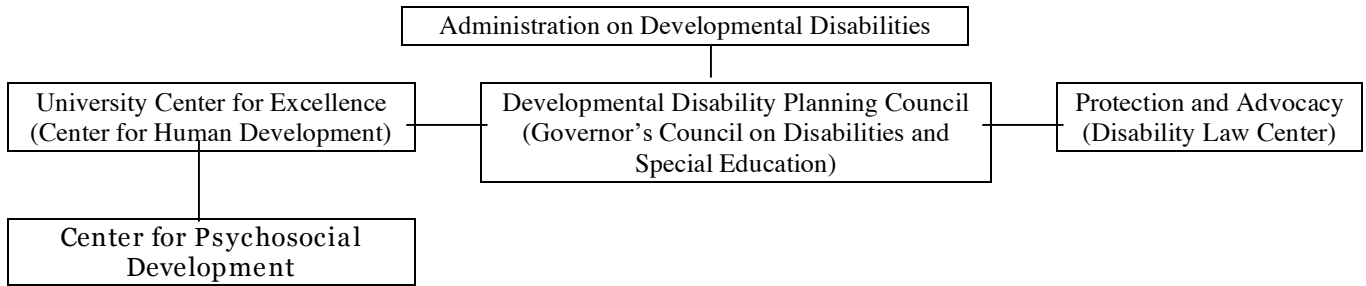 Administration on Developmental Disabilities
University Center for Excellence
(Center for Human Development)
Developmental Disability Planning Council
(Governor's Council on Disabilities and
Special Education)
Protection and Advocacy
(Disability Law Center)
Center for Psychosocial
Development